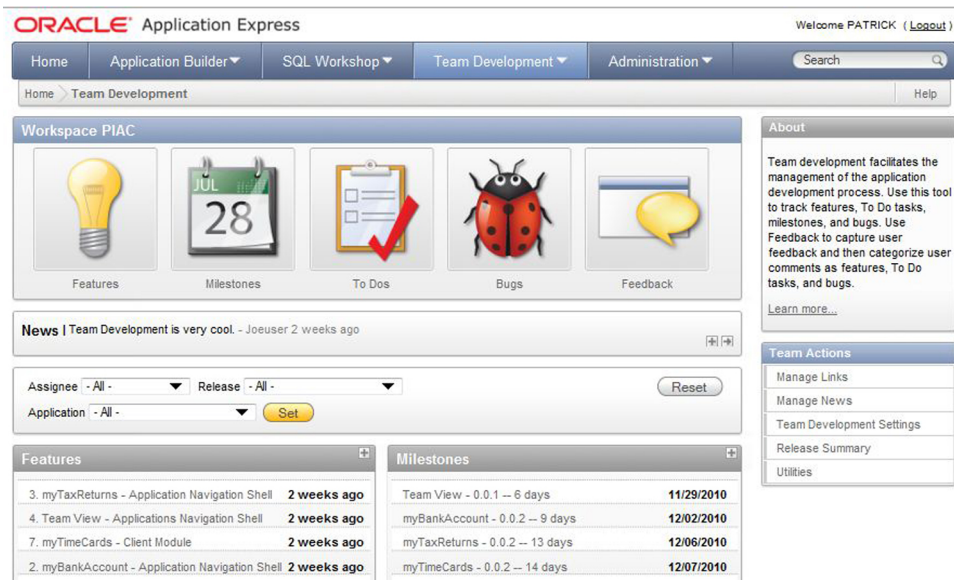 ORACLE® Application Express
Welcome PATRICK ( Logout )
Home Application Builder SQL Workshop Team Development Administration Search
Home Team Development Help
Workspace PIAC
JUL
28
Features Milestones To Dos Bugs Feedback
News | Team Development is very cool. - Joeuser 2 weeks ago
Assignee - All - Release - All - Reset
Application - All - Set
Features
3. myTaxReturns - Application Navigation Shell 2 weeks ago
4. Team View - Applications Navigation Shell 2 weeks ago
7. myTimeCards - Client Module 2 weeks ago
2. myBankAccount - Application Navigation Shell 2 weeks ago
Milestones
Team View - 0.0.1 -- 6 days 11/29/2010
myBankAccount - 0.0.2 -- 9 days 12/02/2010
myTaxReturns - 0.0.2 -- 13 days 12/06/2010
myTimeCards - 0.0.2 -- 14 days 12/07/2010
About
Team development facilitates the
management of the application
development process. Use this tool
to track features, To Do tasks,
milestones, and bugs. Use
Feedback to capture user
feedback and then categorize user
comments as features, To Do
tasks, and bugs.
Learn more...
Team Actions
Manage Links
Manage News
Team Development Settings
Release Summary
Utilities